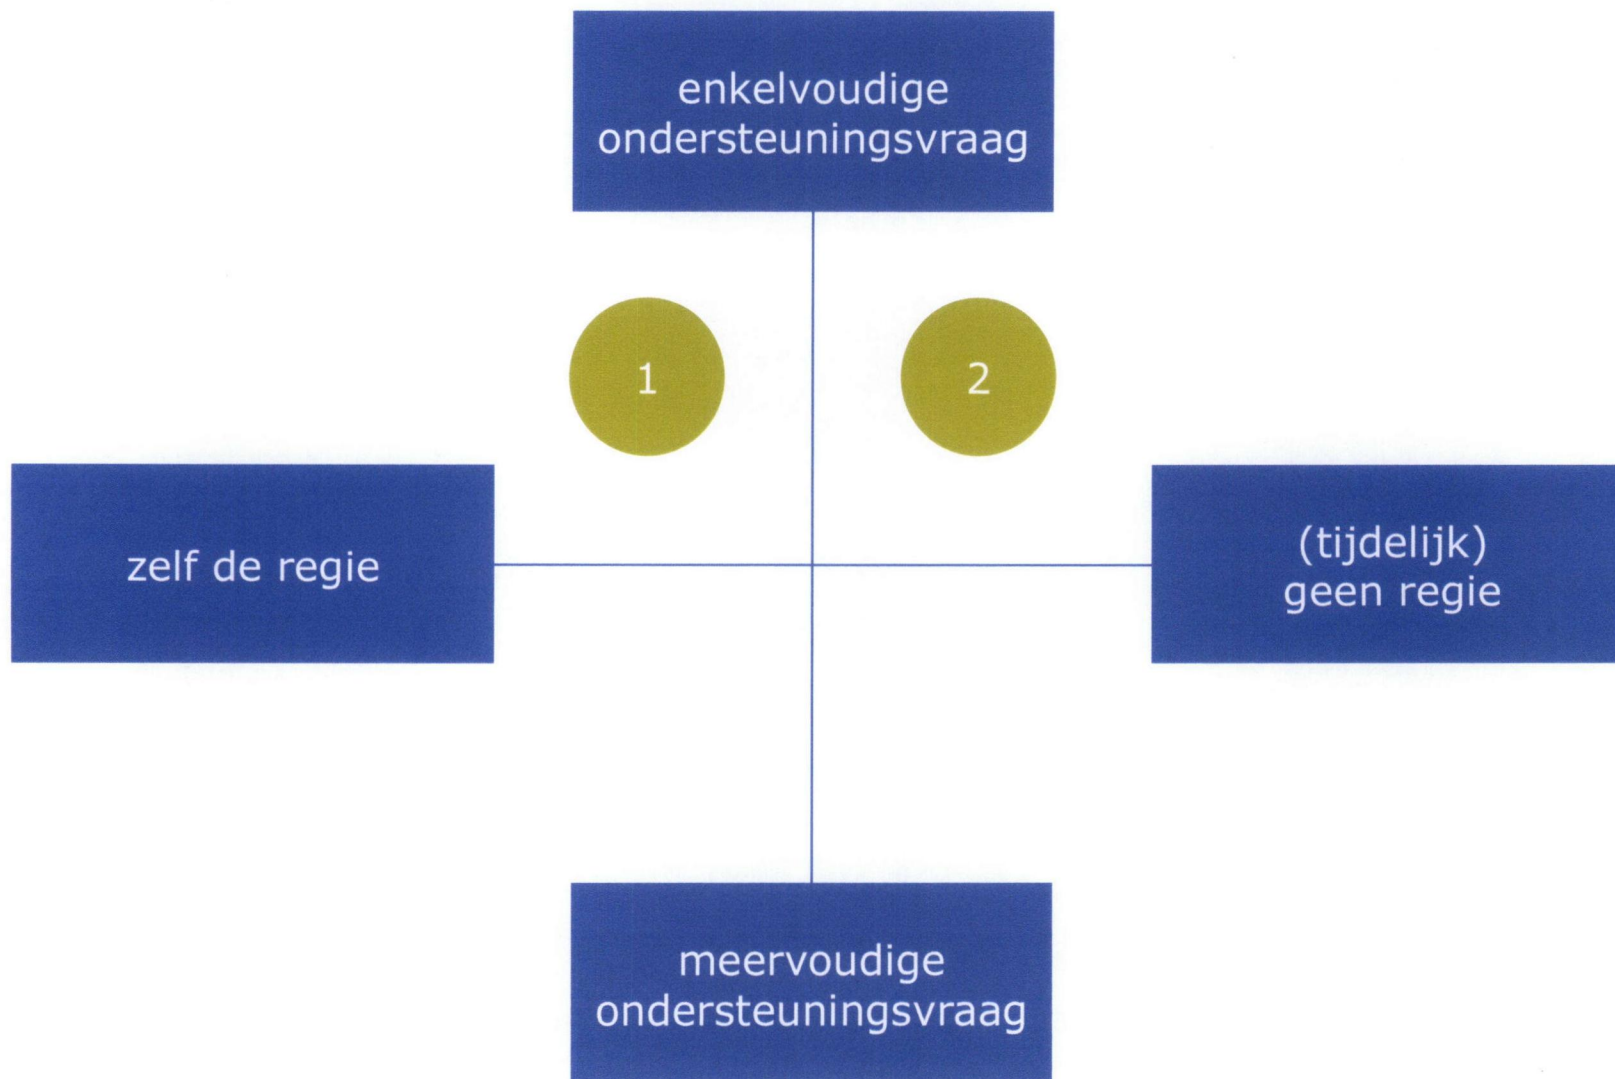 enkelvoudige
ondersteuningsvraag
1
2
zelf de regie
(tijdelijk)
geen regie
meervoudige
ondersteuningsvraag